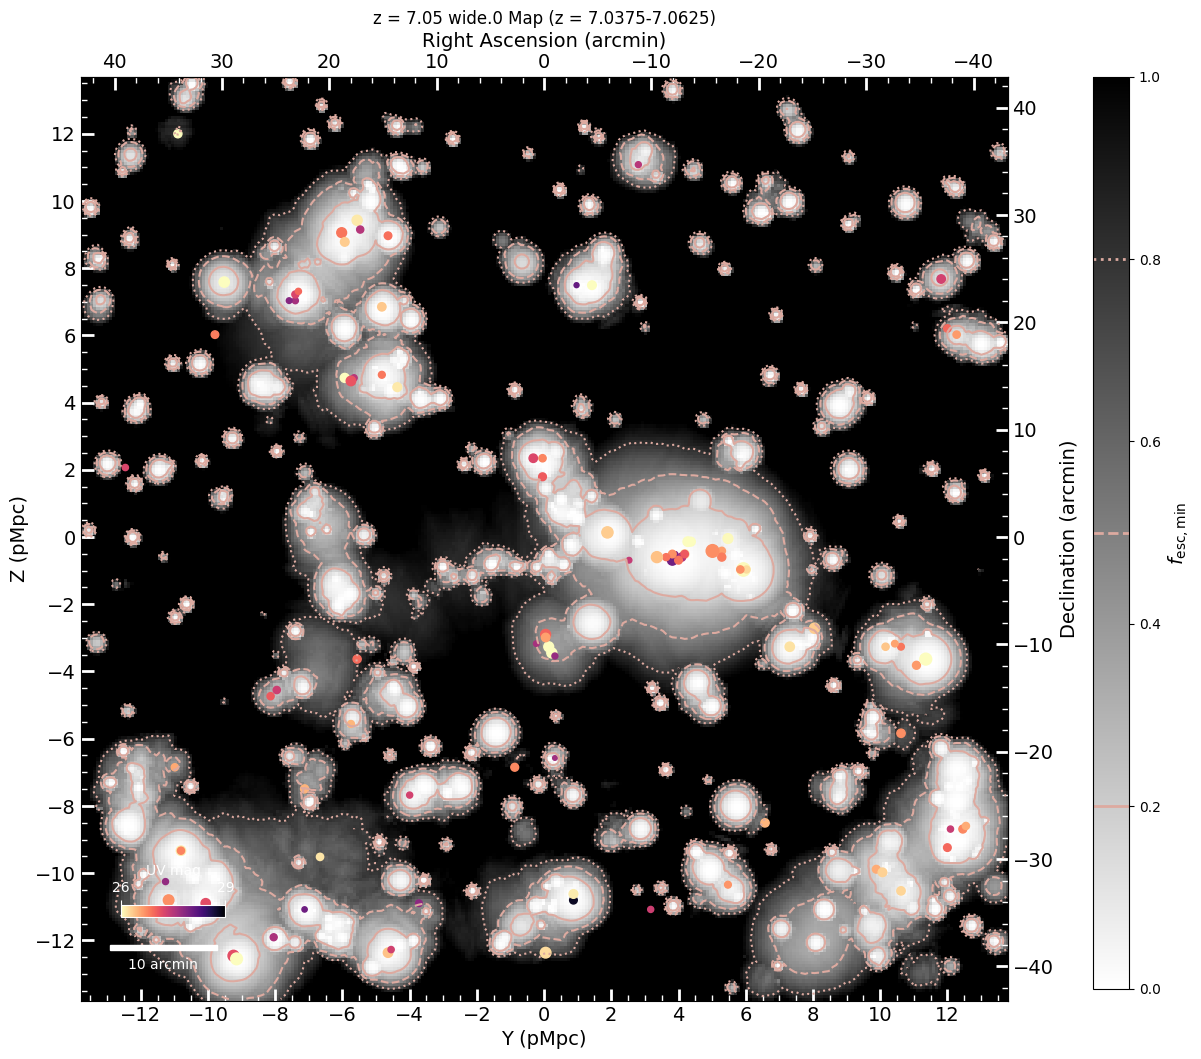 z = 7.05 wide.0 Map (z = 7.0375-7.0625)
Right Ascension (arcmin)
40 30 20 10 0 −10 −20 −30 −40
12 10 8 6 4 2 0 −2 −4 −6 −8 −10 −12
Z (pMpc)
UV mag
26 29
10 arcmin
−12 −10 −8 −6 −4 −2 0 2 4 6 8 10 12
Y (pMpc)
40 30 20 10 0 −10 −20 −30 −40
Declination (arcmin)
1.0 0.8 0.6 0.4 0.2 0.0
fesc, min